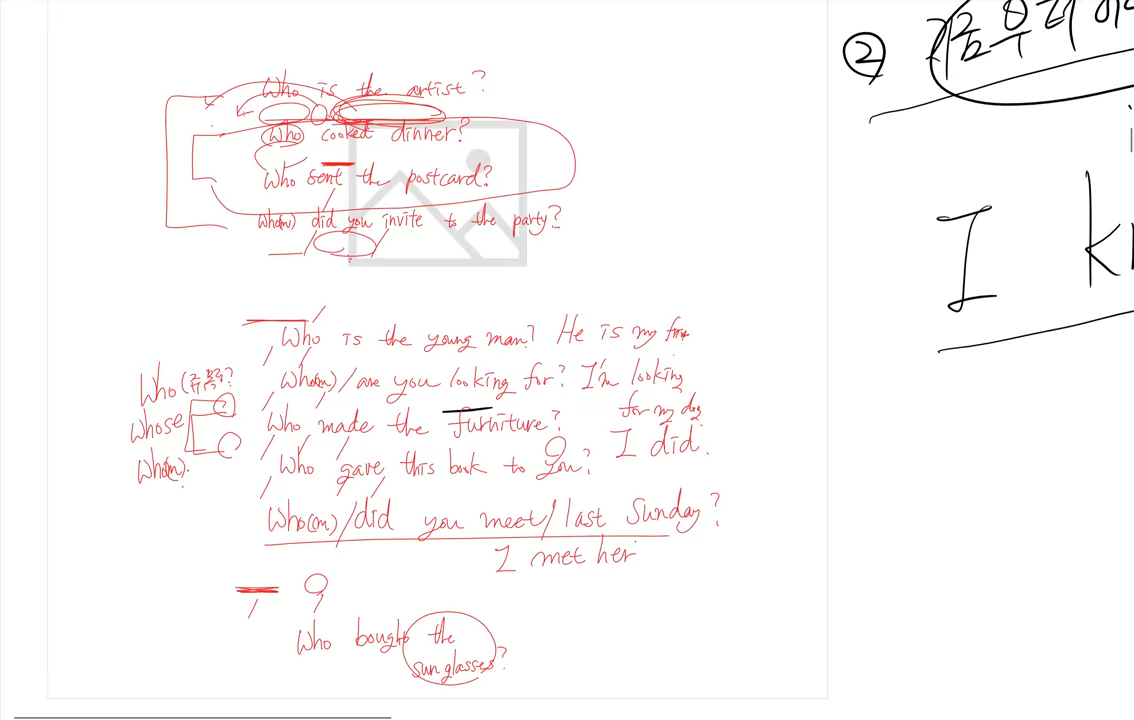 Who is the artist?
Who cooked dinner?
Who sent the postcard?
Who(m) did you invite to the party?
Who is the young man? He is my
Who(m)/are you looking for? I'm looking
for my dog.
Who made the furniture? I did.
Who gave this book to you?
Who(m)/did you meet/last Sunday?
I met her
Who bought the
sunglasses?
Who
whose
Who(m).
②
I